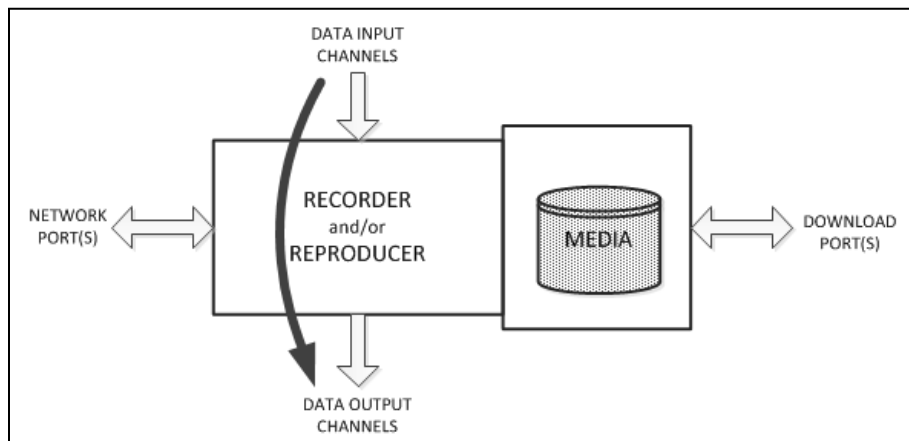 DATA INPUT
CHANNELS
NETWORK
PORT(S)
RECORDER
and/or
REPRODUCER
MEDIA
DOWNLOAD
PORT(S)
DATA OUTPUT
CHANNELS